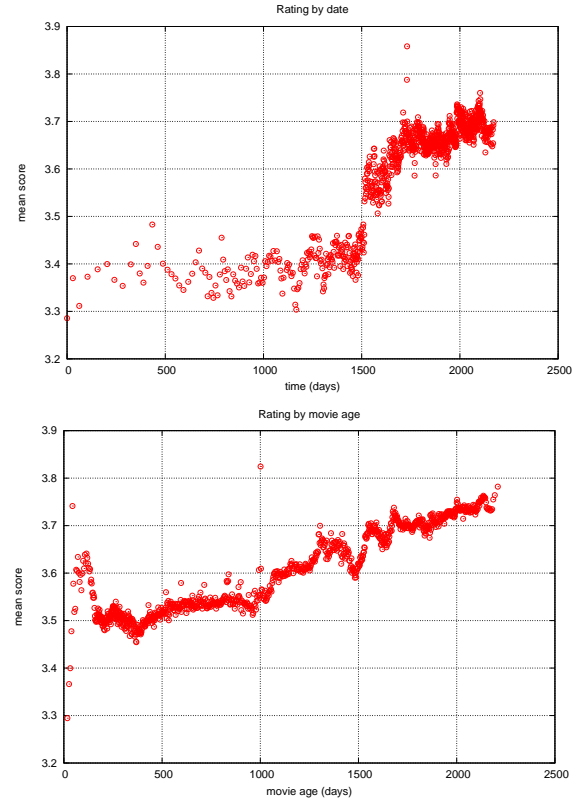 Rating by date
3.9
3.8
3.7
3.6
3.5
3.4
3.3
3.2
mean score
0 500 1000 1500 2000 2500
time (days)
Rating by movie age
3.9
3.8
3.7
3.6
3.5
3.4
3.3
3.2
mean score
0 500 1000 1500 2000 2500
movie age (days)